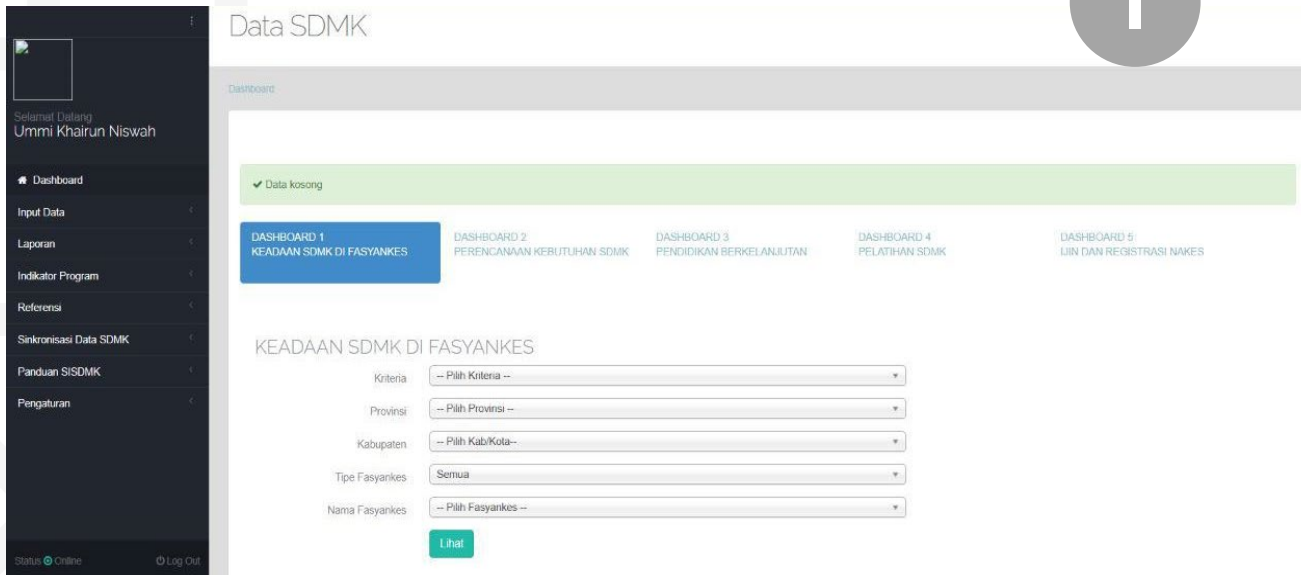 Data SDMK
Dashboard
Selamat Datang
Ummi Khairun Niswah
Dashboard
Input Data
Laporan
Indikator Program
Referensi
Sinkronisasi Data SDMK
Panduan SISDMK
Pengaturan
Status Online
Log Out
Data kosong
DASHBOARD 1
KEADAAN SDMK DI FASYANKES
DASHBOARD 2
PERENCANAAN KEBUTUHAN SDMK
DASHBOARD 3
PENDIDIKAN BERKELANJUTAN
DASHBOARD 4
PELATIHAN SDMK
DASHBOARD 5
IJIN DAN REGISTRASI NAKES
KEADAAN SDMK DI FASYANKES
Kriteria -- Pilih Kriteria --
Provinsi -- Pilih Provinsi --
Kabupaten -- Pilih Kab/Kota--
Tipe Fasyankes Semua
Nama Fasyankes -- Pilih Fasyankes --
Lihat